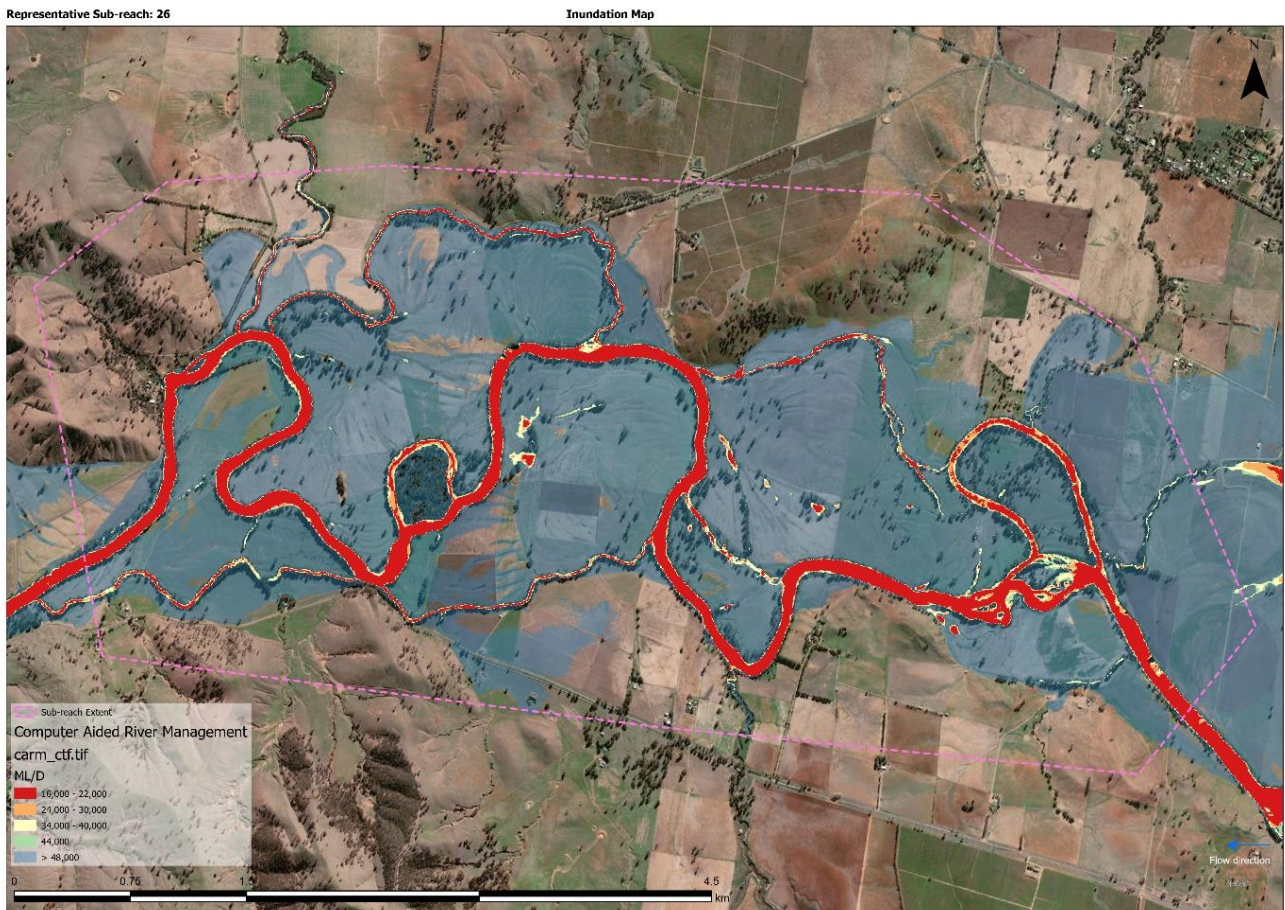 Representative Sub-reach: 26
Inundation Map
N
Sub-reach Extent
Computer Aided River Management
carm_ctf.tif
ML/D
16,000 - 22,000
24,000 - 30,000
34,000 - 40,000
44,000
> 48,000
Flow direction
0 0.75 1.5 4.5
km